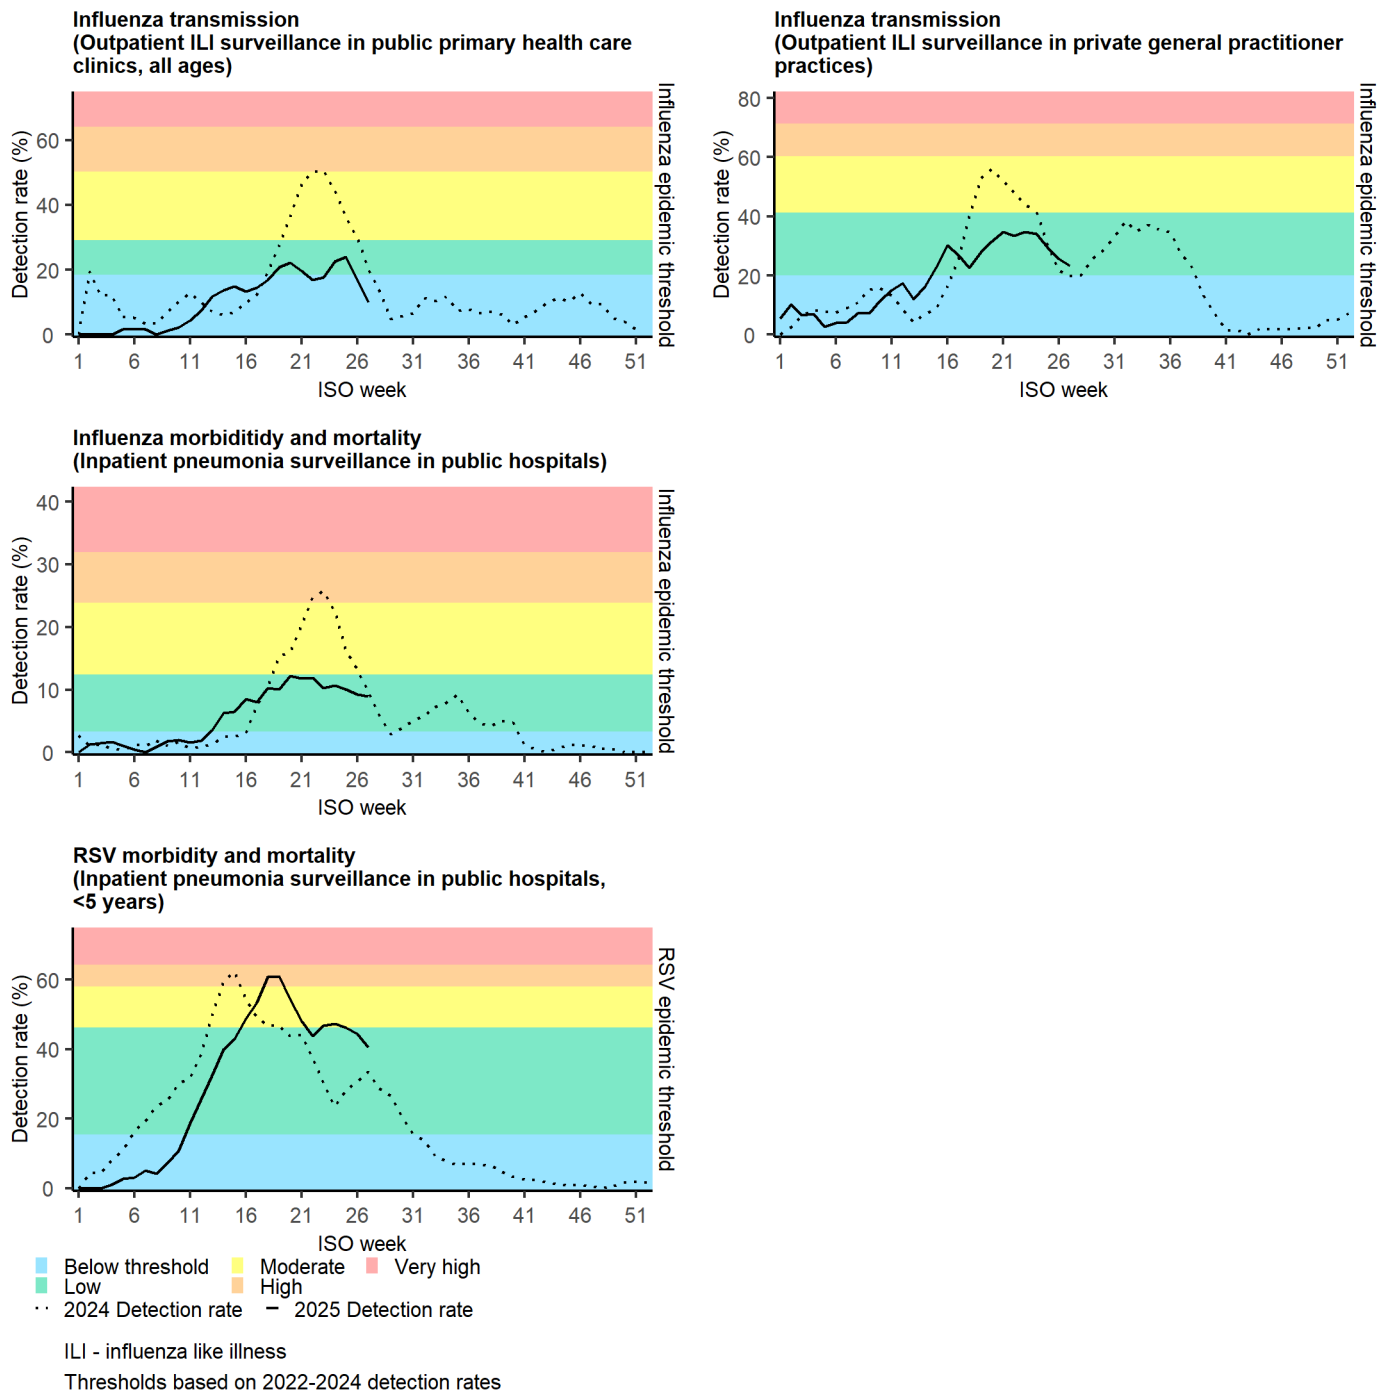 Influenza transmission
(Outpatient ILI surveillance in public primary health care
clinics, all ages)
Detection rate (%)
60
40
20
0
1 6 11 16 21 26 31 36 41 46 51
ISO week
Influenza epidemic threshold
Influenza transmission
(Outpatient ILI surveillance in private general practitioner
practices)
Detection rate (%)
80
60
40
20
0
1 6 11 16 21 26 31 36 41 46 51
ISO week
Influenza epidemic threshold
Influenza morbiditidy and mortality
(Inpatient pneumonia surveillance in public hospitals)
Detection rate (%)
40
30
20
10
0
1 6 11 16 21 26 31 36 41 46 51
ISO week
Influenza epidemic threshold
RSV morbidity and mortality
(Inpatient pneumonia surveillance in public hospitals,
<5 years)
Detection rate (%)
60
40
20
0
1 6 11 16 21 26 31 36 41 46 51
ISO week
RSV epidemic threshold
Below threshold Moderate Very high
Low High
2024 Detection rate 2025 Detection rate
ILI - influenza like illness
Thresholds based on 2022-2024 detection rates